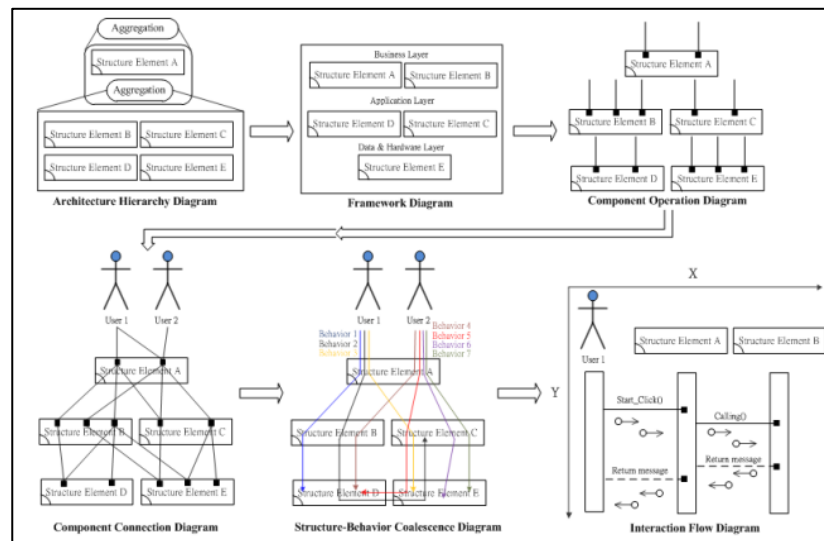 Aggregation
Structure Element A
Aggregation
Structure Element B
Structure Element C
Structure Element D
Structure Element E
Architecture Hierarchy Diagram
Business Layer
Structure Element A
Structure Element B
Application Layer
Structure Element D
Structure Element C
Data & Hardware Layer
Structure Element E
Framework Diagram
Structure Element A
Structure Element B
Structure Element C
Structure Element D
Structure Element E
Component Operation Diagram
User 1
User 2
Structure Element A
Structure Element B
Structure Element C
Structure Element D
Structure Element E
Component Connection Diagram
User 1
User 2
Behavior 1
Behavior 2
Behavior
Behavior 4
Behavior 5
Behavior 6
Behavior 7
Structure Element A
Structure Element B
Structure Element C
Structure Element D
Structure Element E
Structure-Behavior Coalescence Diagram
X
Y
User 1
Structure Element A
Structure Element B
Start_Click()
Calling()
Return message
Return message
Interaction Flow Diagram